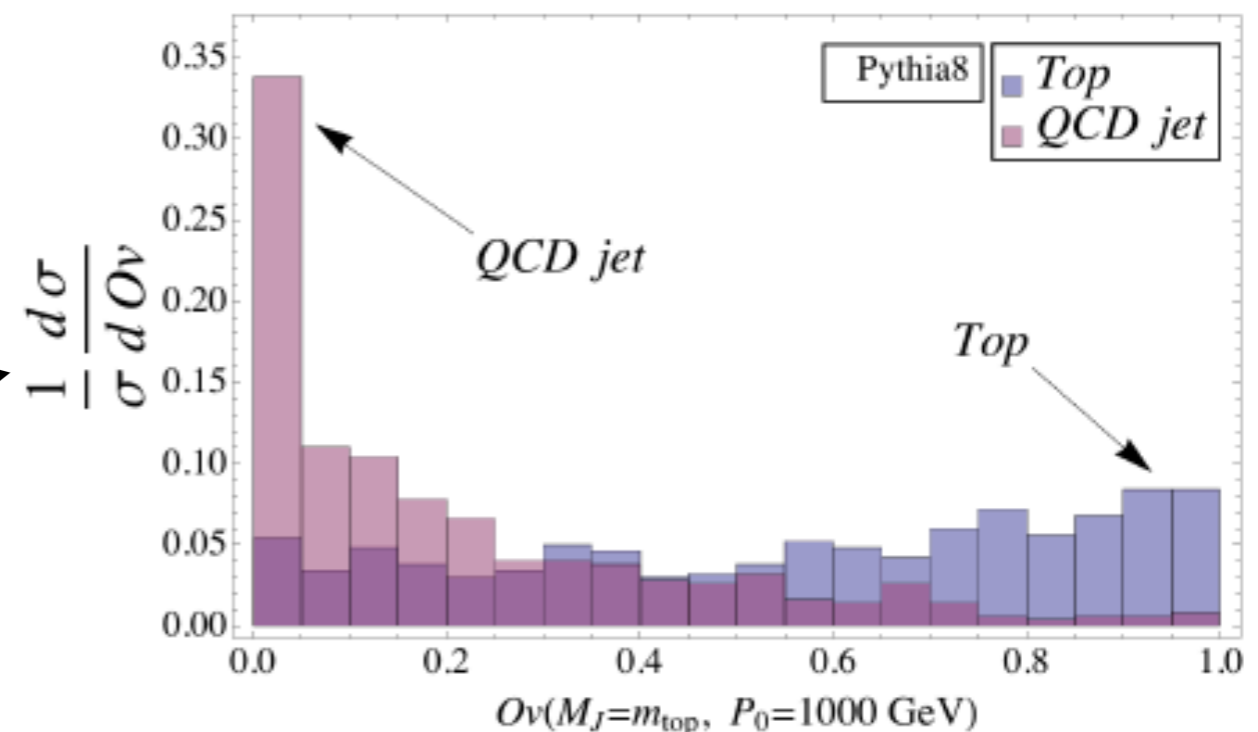 0.35
0.30
0.25
0.20
0.15
0.10
0.05
0.00
1 dσ
σ dOv
Pythia8
Top
QCD jet
QCD jet
Top
0.0 0.2 0.4 0.6 0.8 1.0
Ov(M_J=m_top, P_0=1000 GeV)